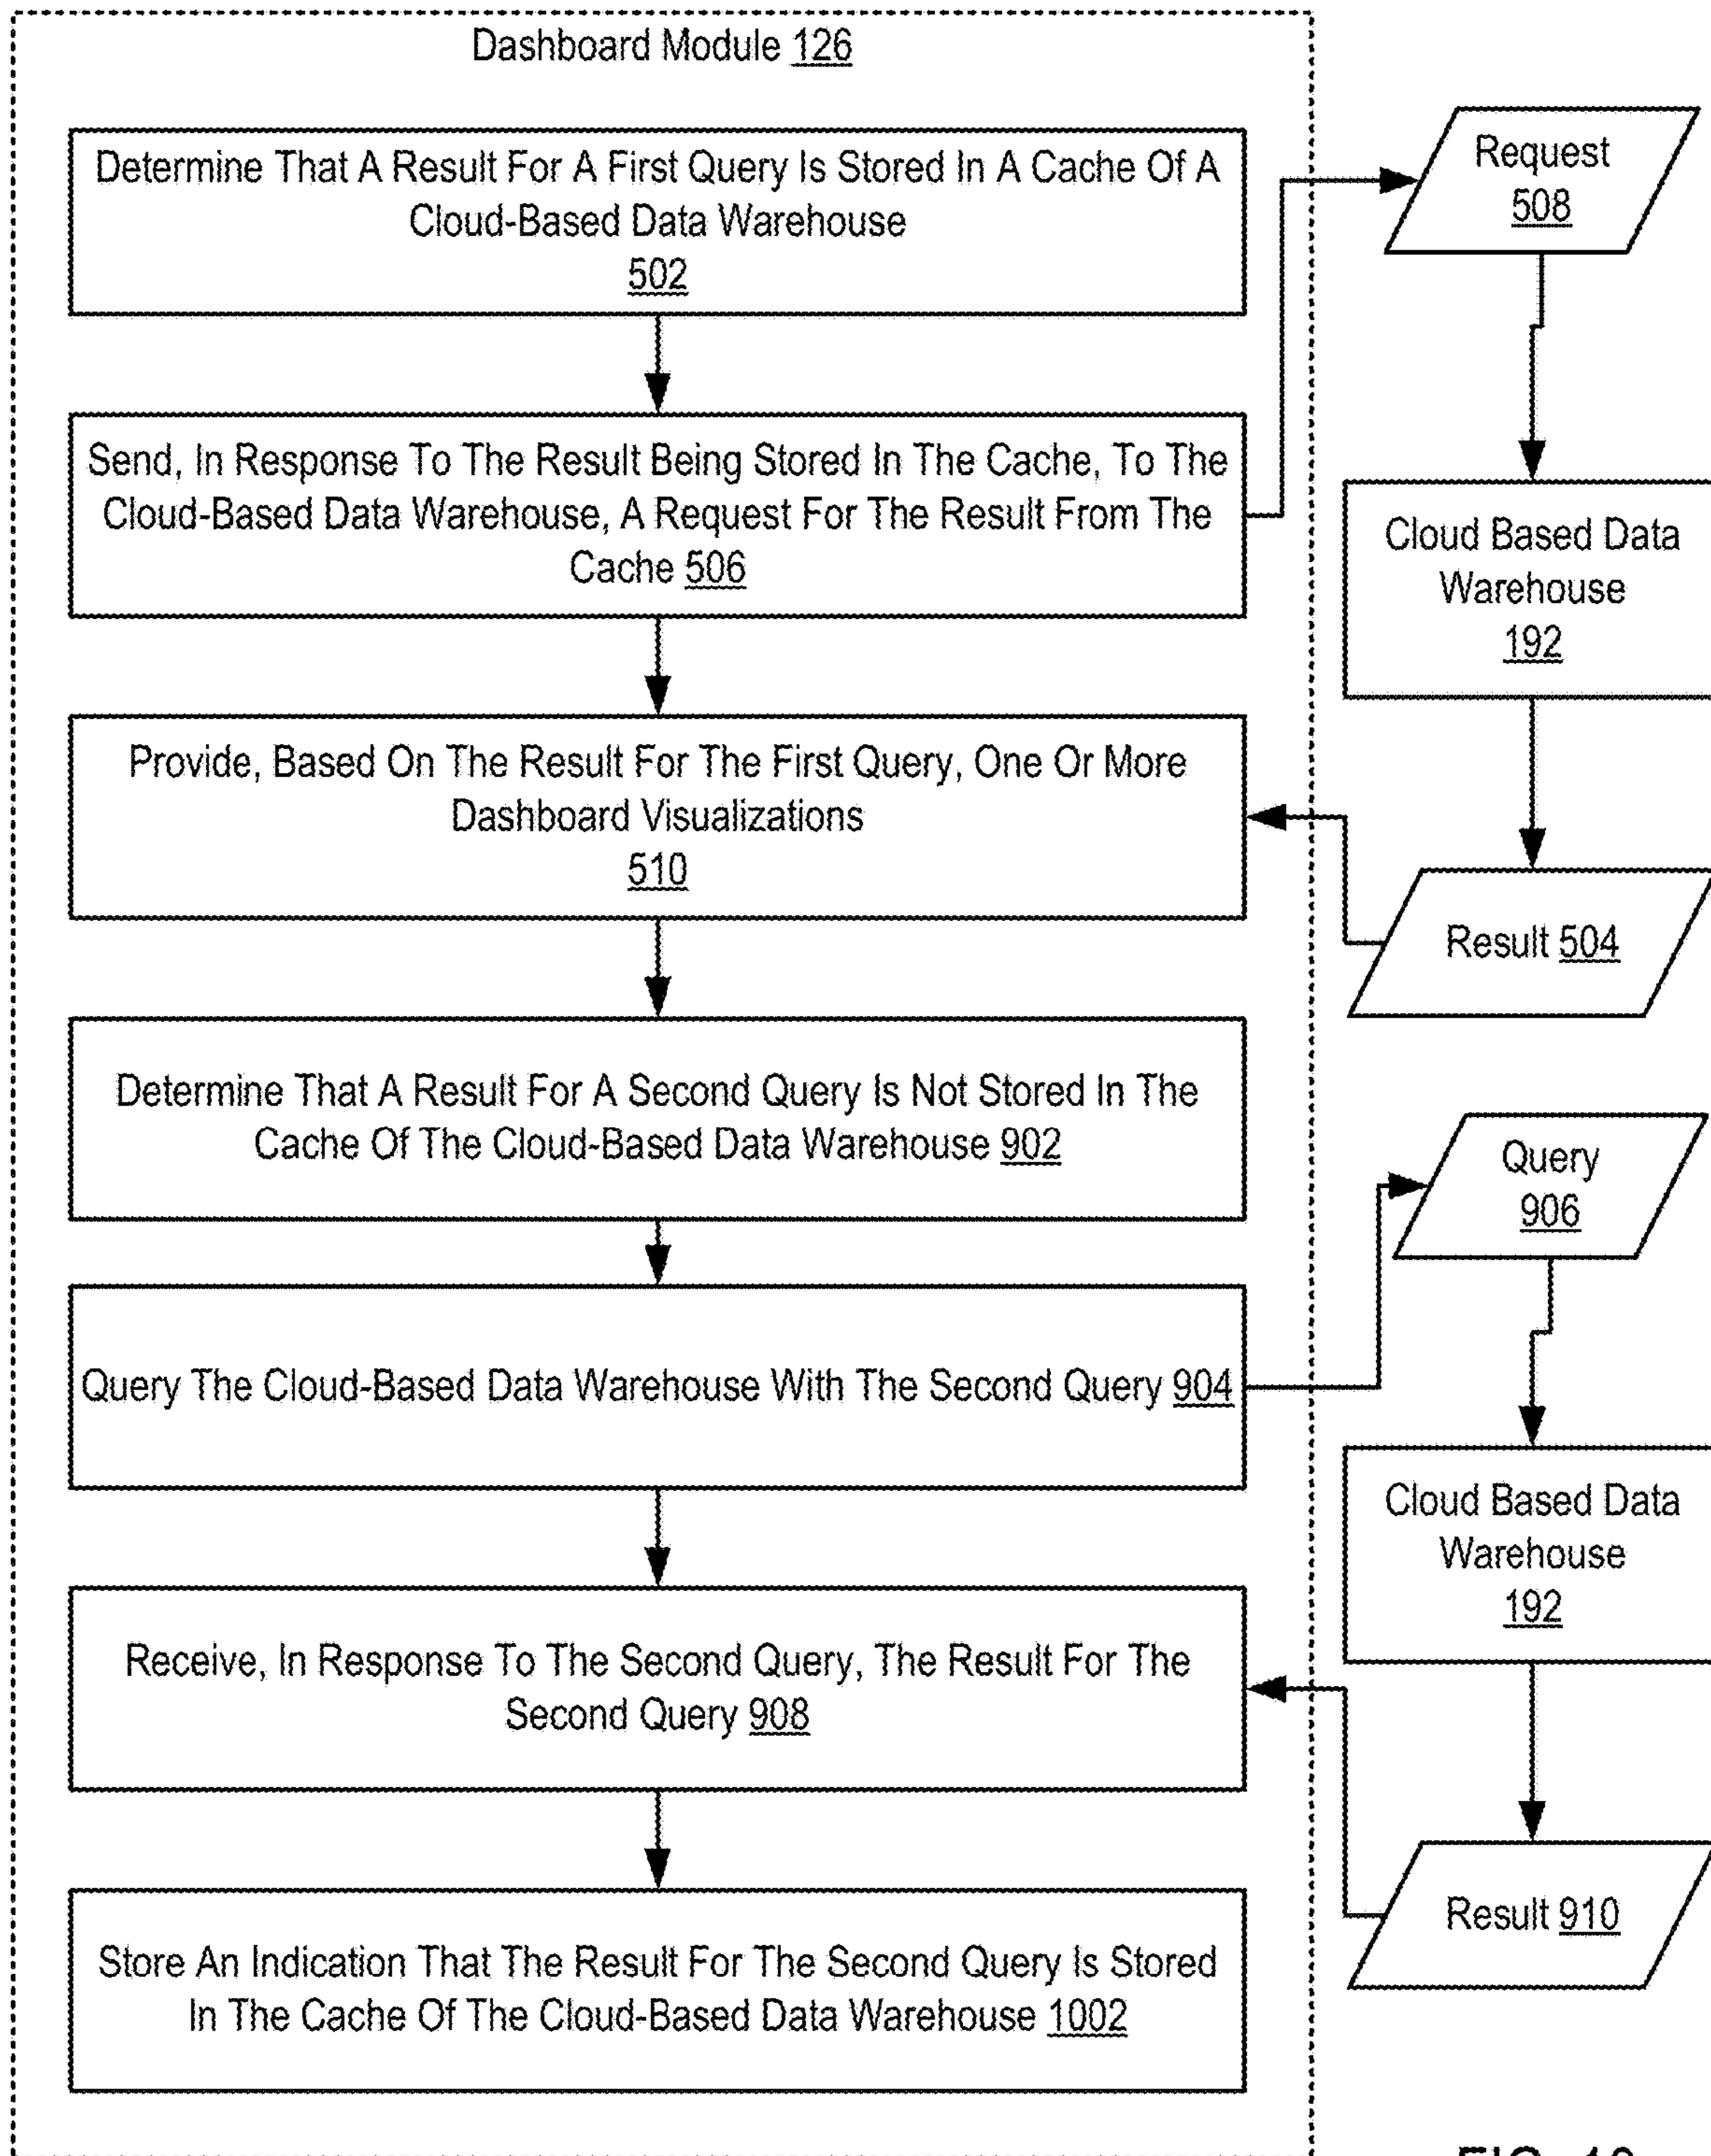 Dashboard Module 126
Determine That A Result For A First Query Is Stored In A Cache Of A
Cloud-Based Data Warehouse
502
Request
508
Send, In Response To The Result Being Stored In The Cache, To The
Cloud-Based Data Warehouse, A Request For The Result From The
Cache 506
Cloud Based Data
Warehouse
192
Provide, Based On The Result For The First Query, One Or More
Dashboard Visualizations
510
Result 504
Determine That A Result For A Second Query Is Not Stored In The
Cache Of The Cloud-Based Data Warehouse 902
Query
906
Query The Cloud-Based Data Warehouse With The Second Query 904
Cloud Based Data
Warehouse
192
Receive, In Response To The Second Query, The Result For The
Second Query 908
Result 910
Store An Indication That The Result For The Second Query Is Stored
In The Cache Of The Cloud-Based Data Warehouse 1002